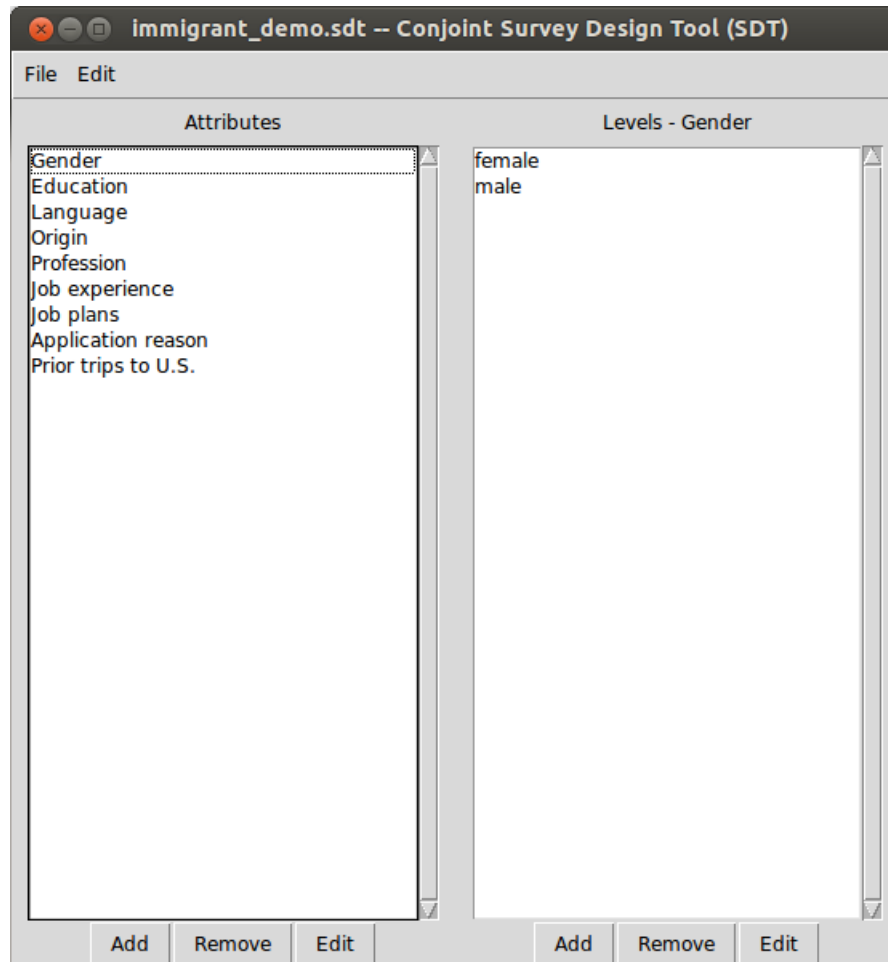 immigrant_demo.sdt -- Conjoint Survey Design Tool (SDT)
File Edit
Attributes
Gender
Education
Language
Origin
Profession
Job experience
Job plans
Application reason
Prior trips to U.S.
Add Remove Edit
Levels - Gender
female
male
Add Remove Edit